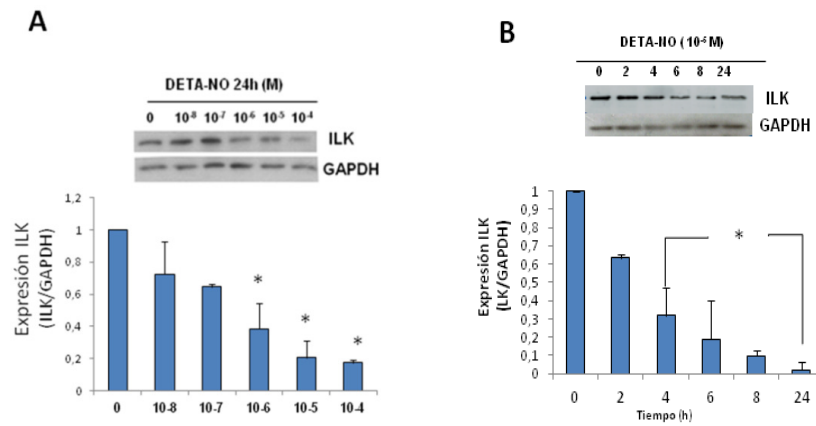 A
DETA-NO 24h (M)
0 10-8 10-7 10-6 10-5 10-4
ILK
GAPDH
Expresión ILK
(ILK/GAPDH)
1,2
1
0,8
0,6
0,4
0,2
0
* * *
0 10-8 10-7 10-6 10-5 10-4
B
DETA-NO (10-5 M)
0 2 4 6 8 24
ILK
GAPDH
Expresión ILK
(LK/GAPDH)
1
0,9
0,8
0,7
0,6
0,5
0,4
0,3
0,2
0,1
0
*
0 2 4 6 8 24
Tiempo (h)